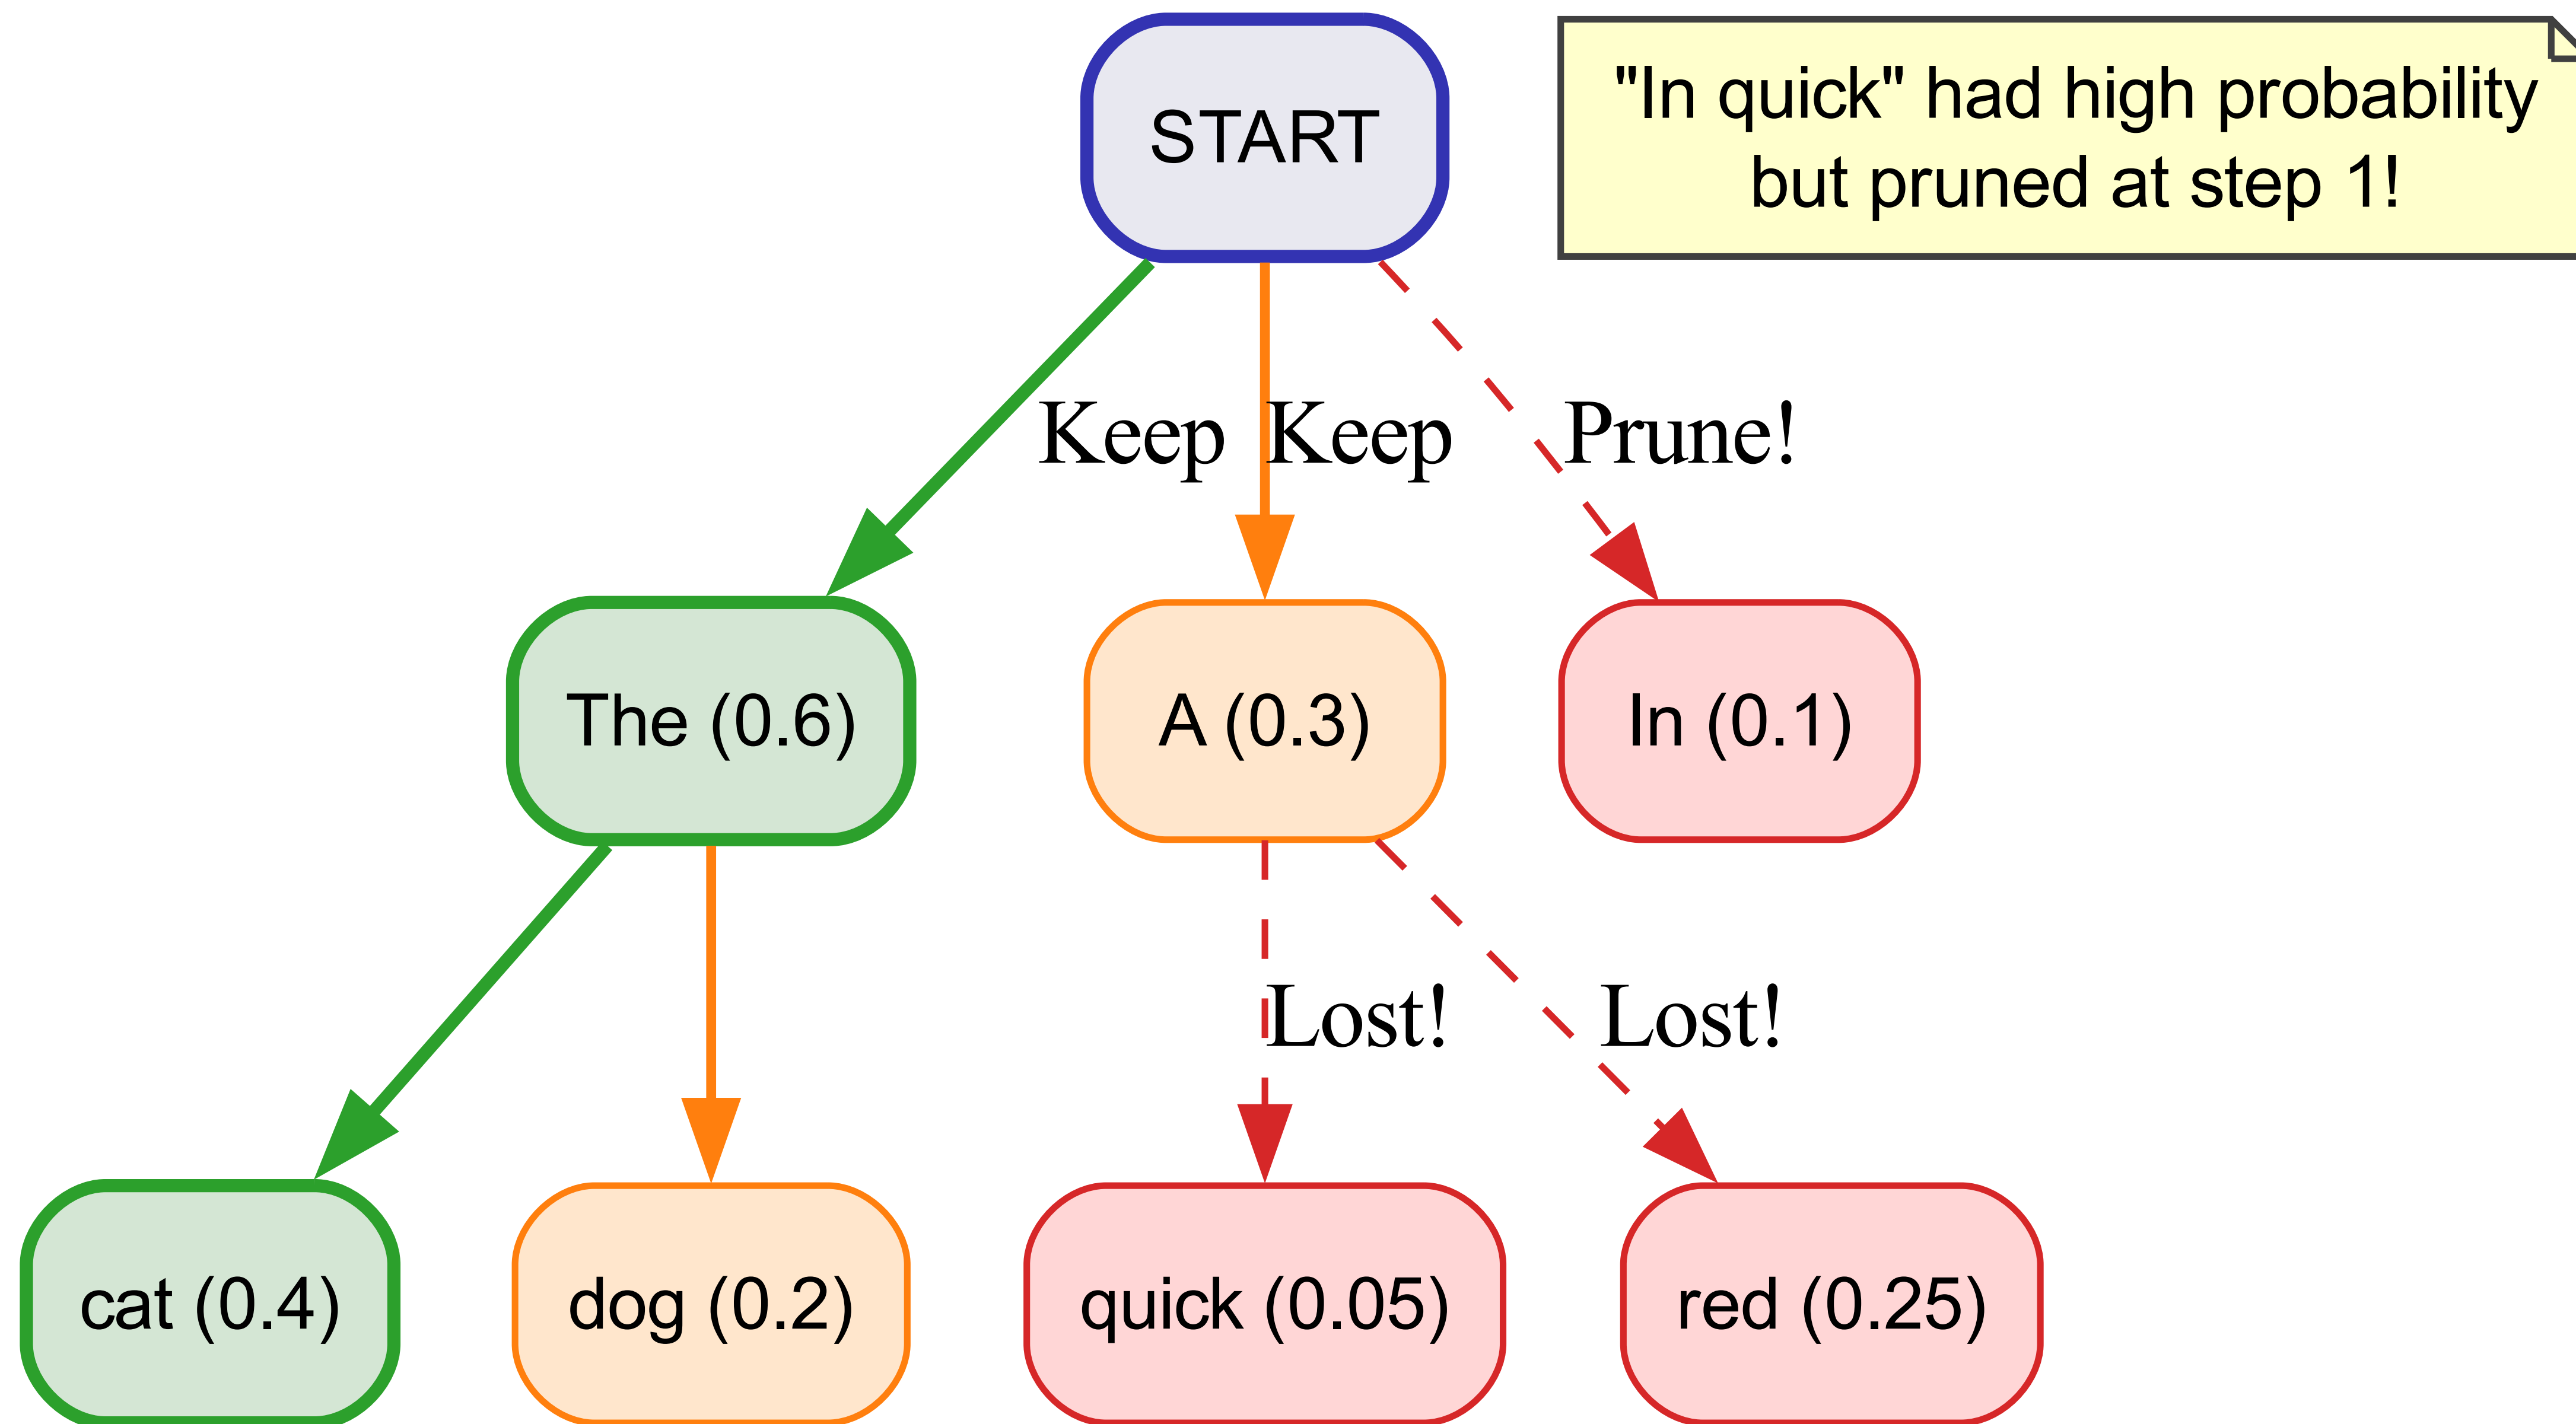 START
"In quick" had high probability
but pruned at step 1!
Keep
Keep
Prune!
The (0.6)
A (0.3)
In (0.1)
Lost!
Lost!
cat (0.4)
dog (0.2)
quick (0.05)
red (0.25)